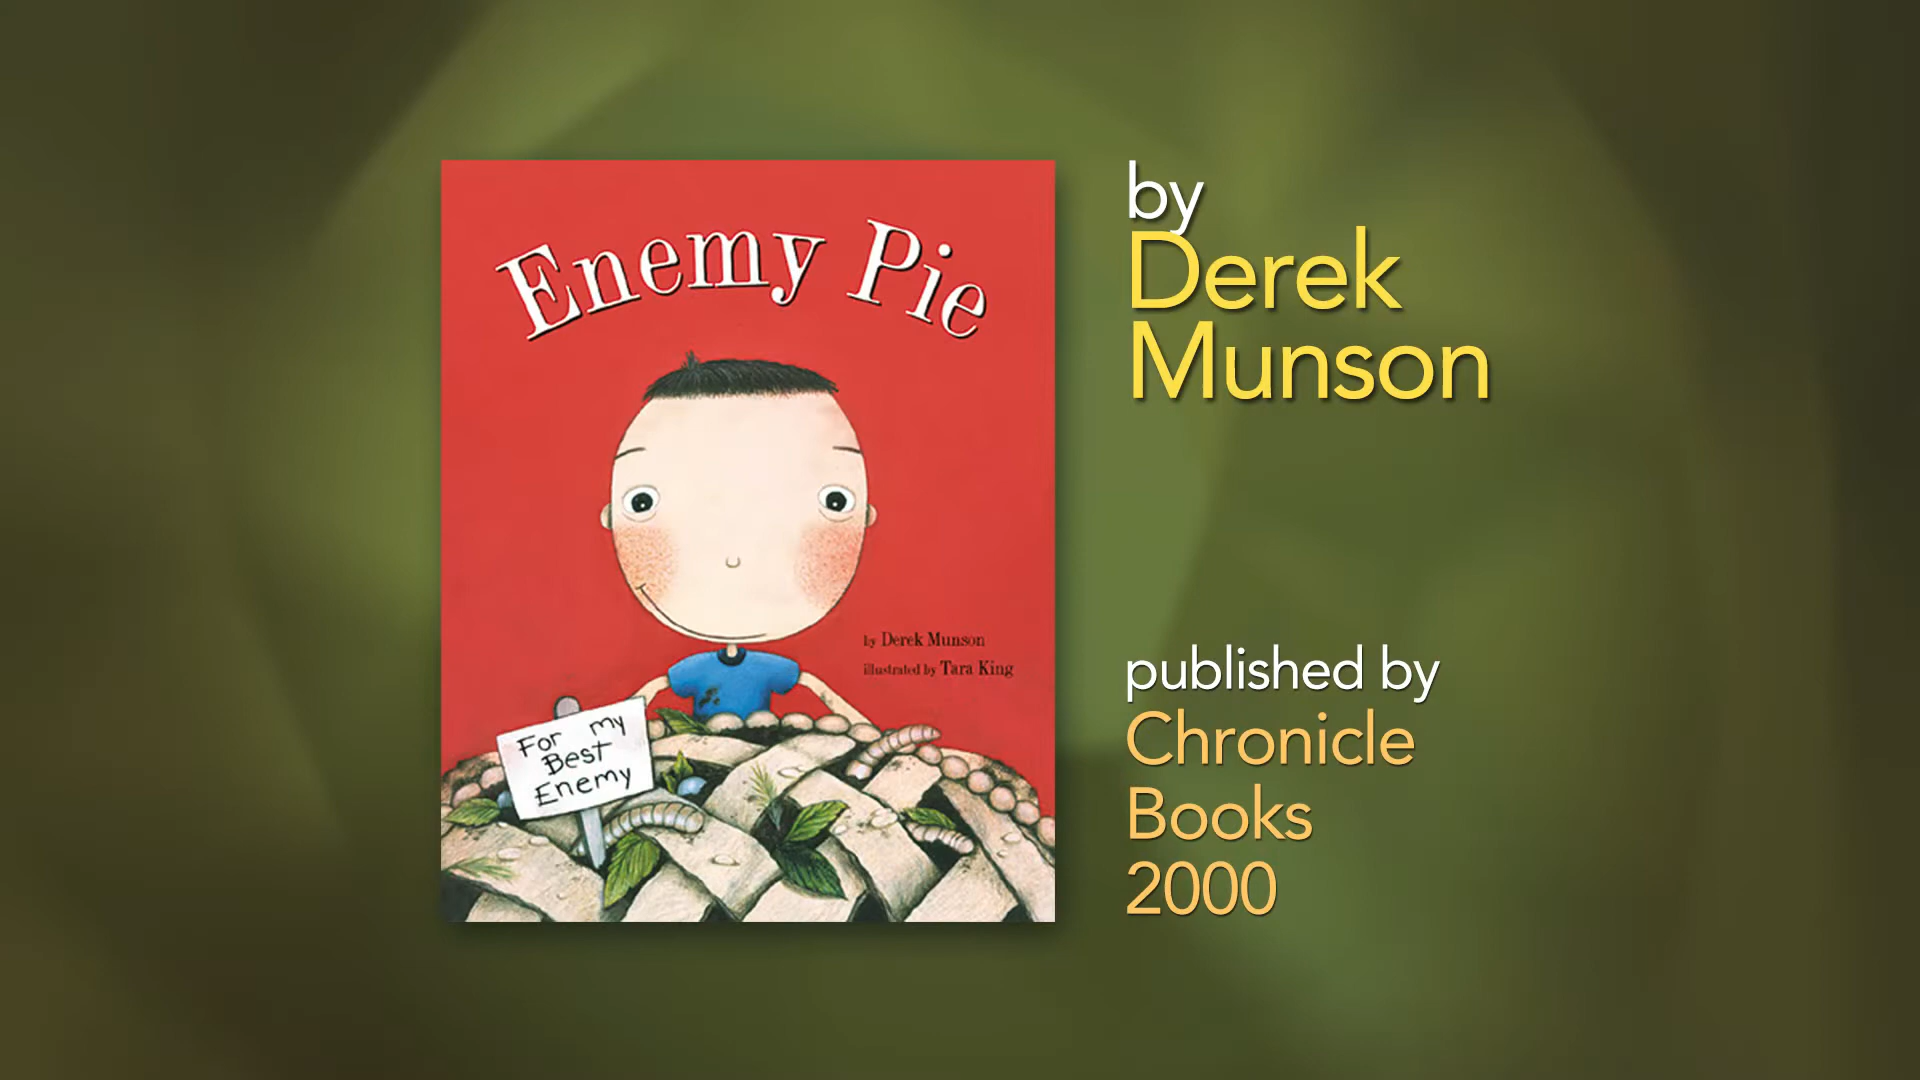 Enemy Pie
by Derek Munson
illustrated by Tara King
For my
Best
Enemy
by
Derek
Munson
published by
Chronicle
Books
2000